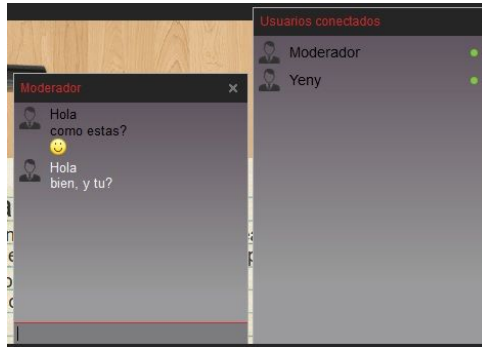 Usuarios conectados
Moderador
Yeny
Moderador
Hola
como estas?
Hola
bien, y tu?